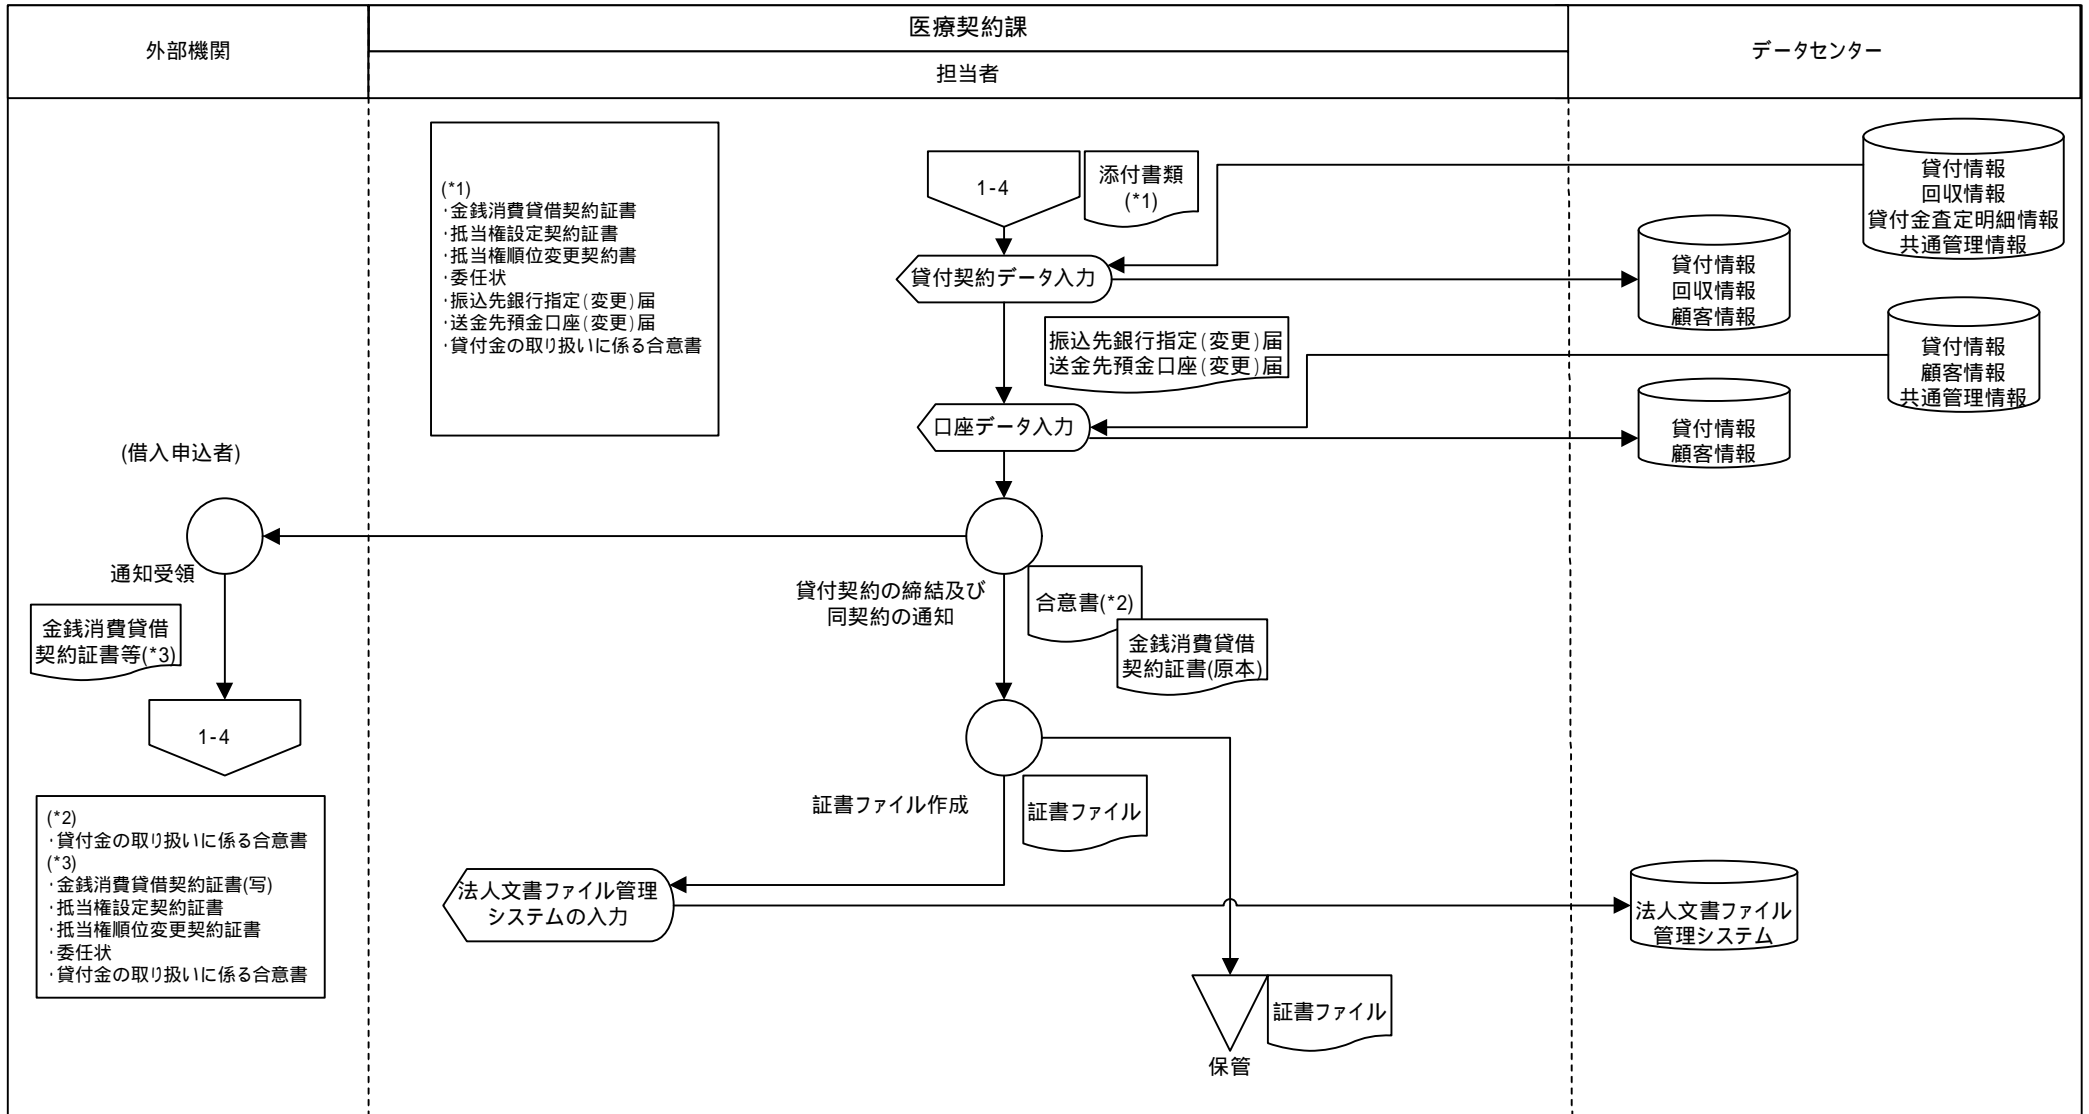 外部機関
医療契約課
担当者
データセンター
(*1)
･金銭消費貸借契約証書
･抵当権設定契約証書
･抵当権順位変更契約書
･委任状
･振込先銀行指定(変更)届
･送金先預金口座(変更)届
･貸付金の取り扱いに係る合意書
1-4
添付書類
(*1)
貸付情報
回収情報
貸付金査定明細情報
共通管理情報
貸付契約データ入力
貸付情報
回収情報
顧客情報
振込先銀行指定(変更)届
送金先預金口座(変更)届
貸付情報
顧客情報
共通管理情報
口座データ入力
貸付情報
顧客情報
(借入申込者)
通知受領
貸付契約の締結及び
同契約の通知
合意書(*2)
金銭消費貸借
契約証書(原本)
金銭消費貸借
契約証書等(*3)
1-4
証書ファイル作成
証書ファイル
(*2)
･貸付金の取り扱いに係る合意書
(*3)
･金銭消費貸借契約証書(写)
･抵当権設定契約証書
･抵当権順位変更契約証書
･委任状
･貸付金の取り扱いに係る合意書
法人文書ファイル管理
システムの入力
法人文書ファイル
管理システム
証書ファイル
保管